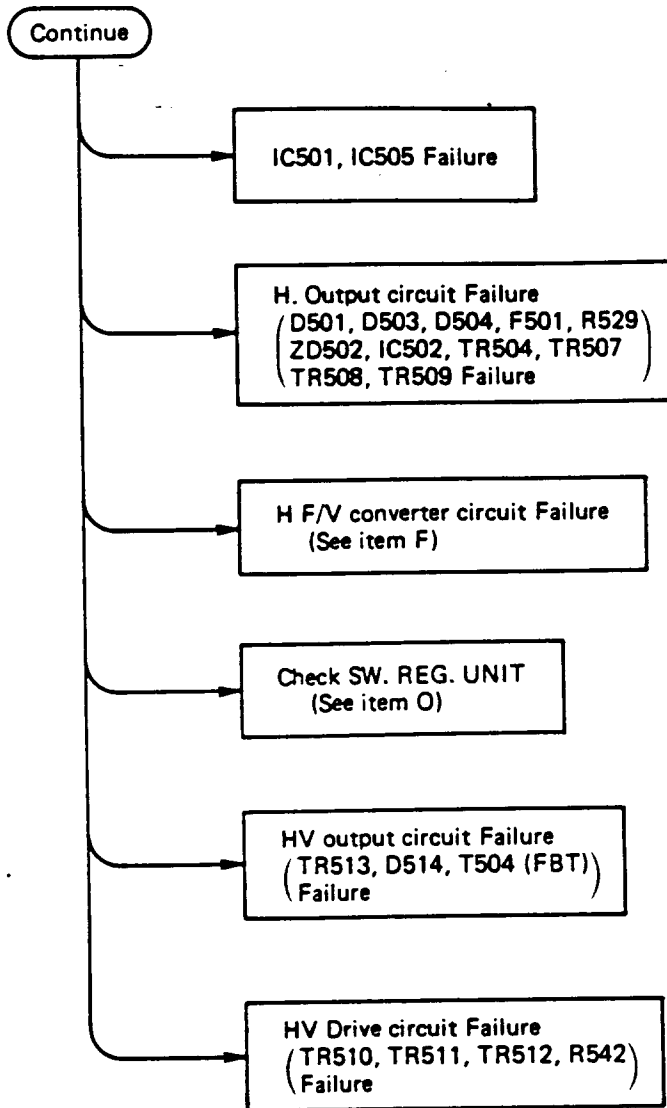 Continue
IC501, IC505 Failure
H. Output circuit Failure
(D501, D503, D504, F501, R529
ZD502, IC502, TR504, TR507
TR508, TR509 Failure)
H F/V converter circuit Failure
(See item F)
Check SW. REG. UNIT
(See item O)
HV output circuit Failure
(TR513, D514, T504 (FBT)
Failure)
HV Drive circuit Failure
(TR510, TR511, TR512, R542
Failure)